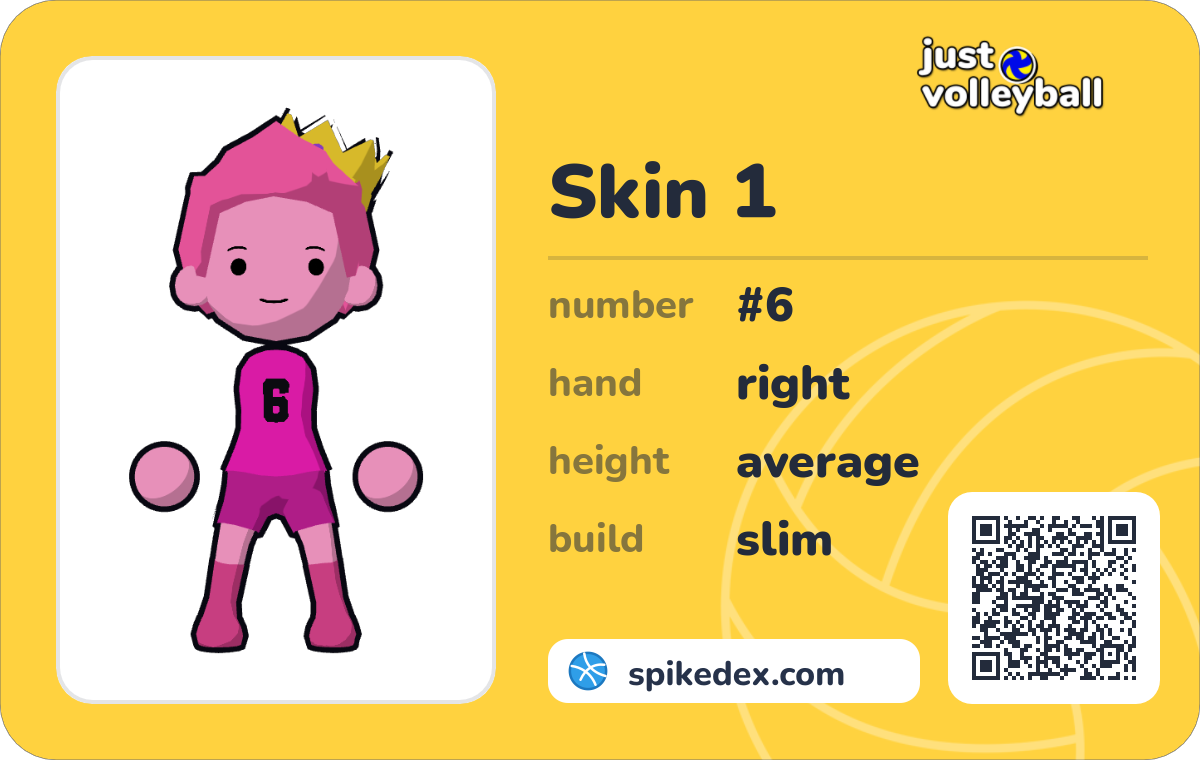 just
volleyball
Skin 1
number #6
hand right
height average
build slim
6
spikedex.com